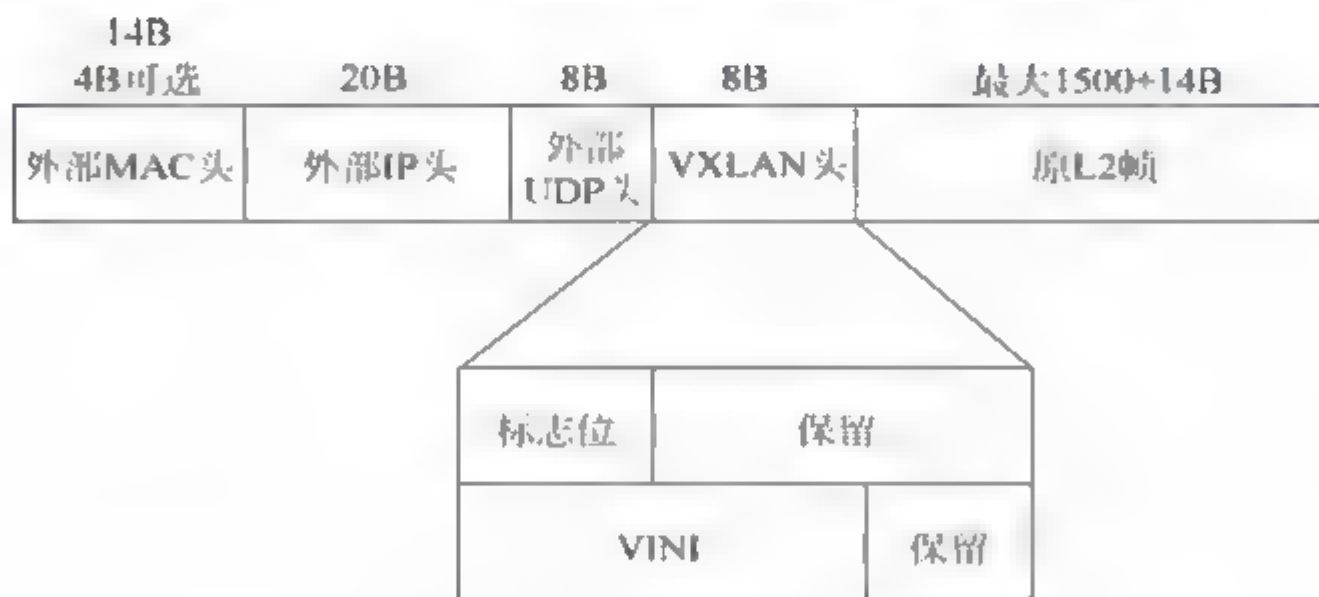 14B
4B可选 20B 8B 8B 最大1500+14B
外部MAC头 外部IP头 外部 VXLAN头 原L2帧
UDP头
标志位 保留
VINI 保留